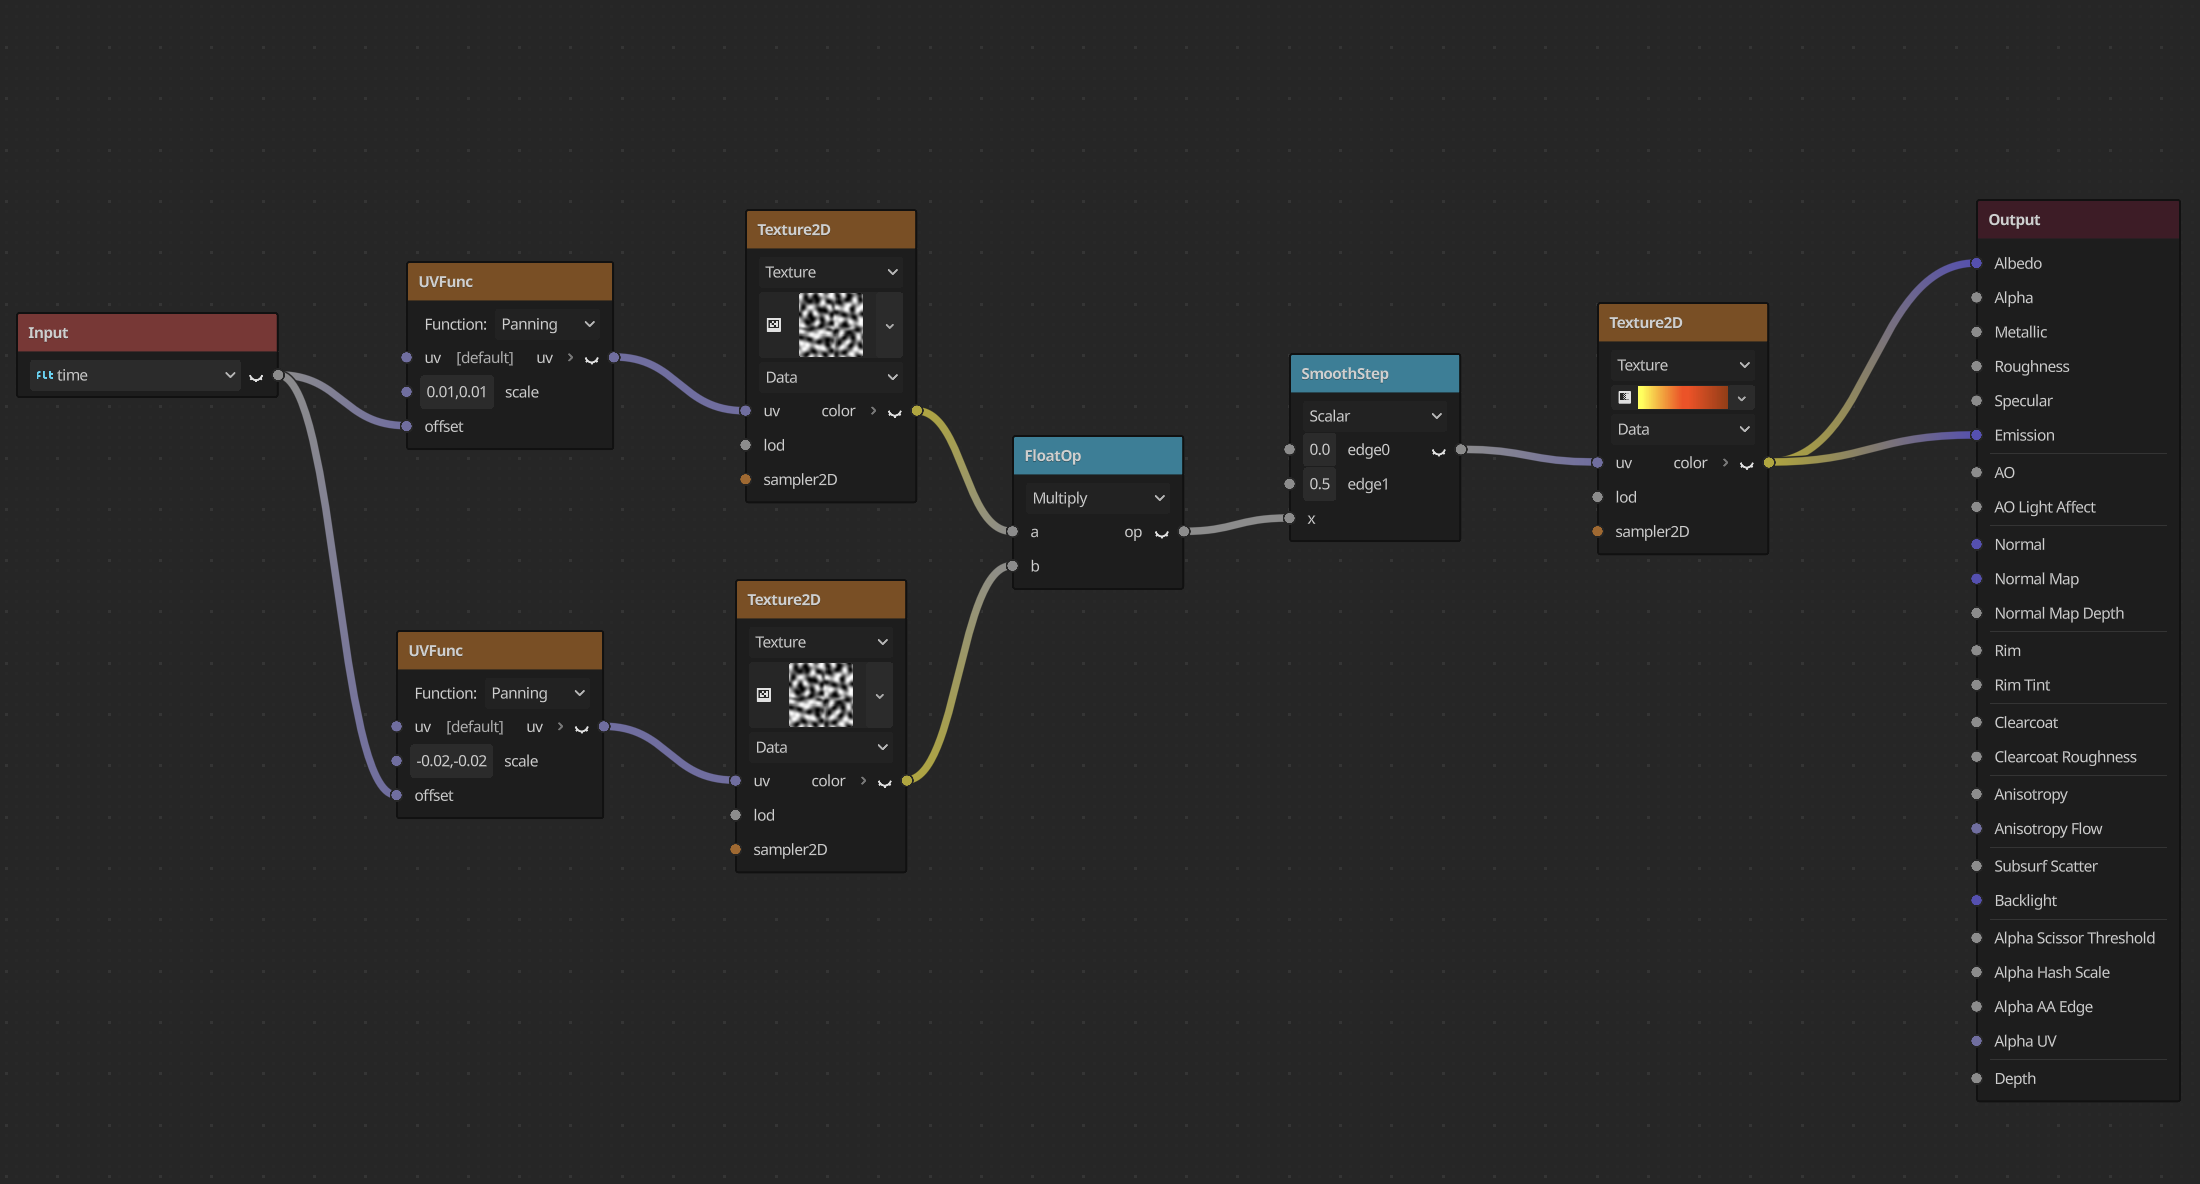 Input
Flt time
UVFunc
Function: Panning
uv [default] uv
0.01,0.01 scale
offset
UVFunc
Function: Panning
uv [default] uv
-0.02,-0.02 scale
offset
Texture2D
Texture
Data
uv color
lod
sampler2D
Texture2D
Texture
Data
uv color
lod
sampler2D
FloatOp
Multiply
a op
b
SmoothStep
Scalar
0.0 edge0
0.5 edge1
x
Texture2D
Texture
Data
uv color
lod
sampler2D
Output
Albedo
Alpha
Metallic
Roughness
Specular
Emission
AO
AO Light Affect
Normal
Normal Map
Normal Map Depth
Rim
Rim Tint
Clearcoat
Clearcoat Roughness
Anisotropy
Anisotropy Flow
Subsurf Scatter
Backlight
Alpha Scissor Threshold
Alpha Hash Scale
Alpha AA Edge
Alpha UV
Depth